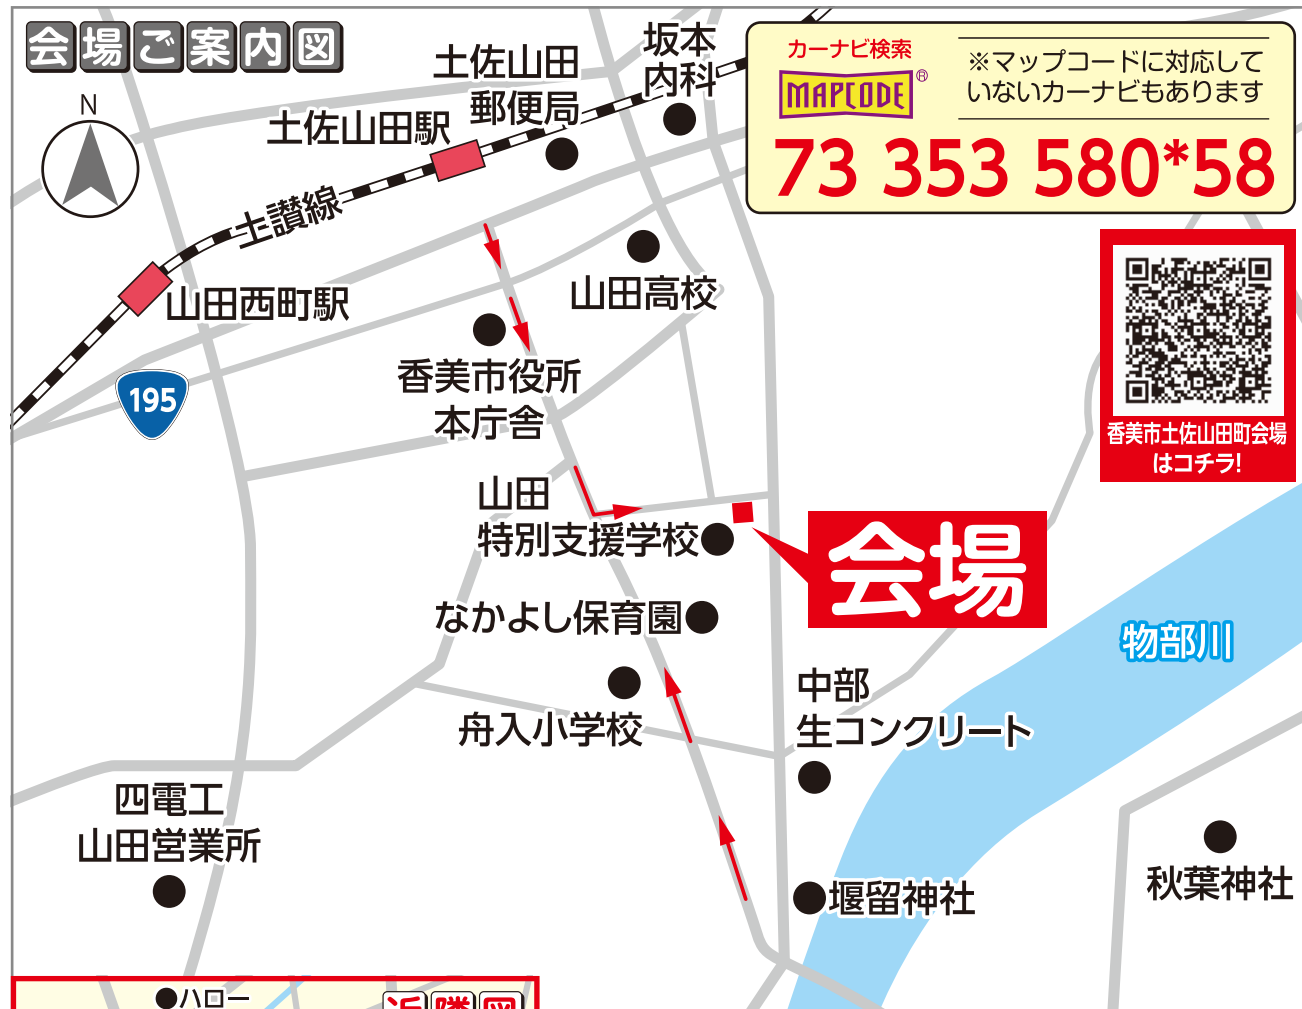 会場ご案内図
N
土佐山田
郵便局
坂本
内科
土佐山田駅
土讃線
山田西町駅
195
カーナビ検索
MAPCODE®
※マップコードに対応して
いないカーナビもあります
73 353 580*58
山田高校
香美市役所
本庁舎
香美市土佐山田町会場
はコチラ!
山田
特別支援学校
会場
なかよし保育園
物部川
舟入小学校
中部
生コンクリート
四電工
山田営業所
堰留神社
秋葉神社
ハロー
近隣図